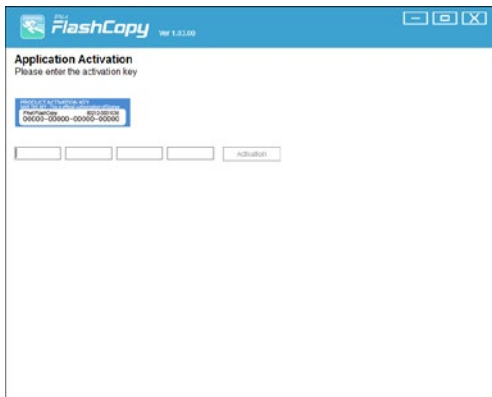 FlashCopy Ver 1.03.00
Application Activation
Please enter the activation key
PRODUCT ACTIVATION KEY
00000-00000-00000-00000
Activation